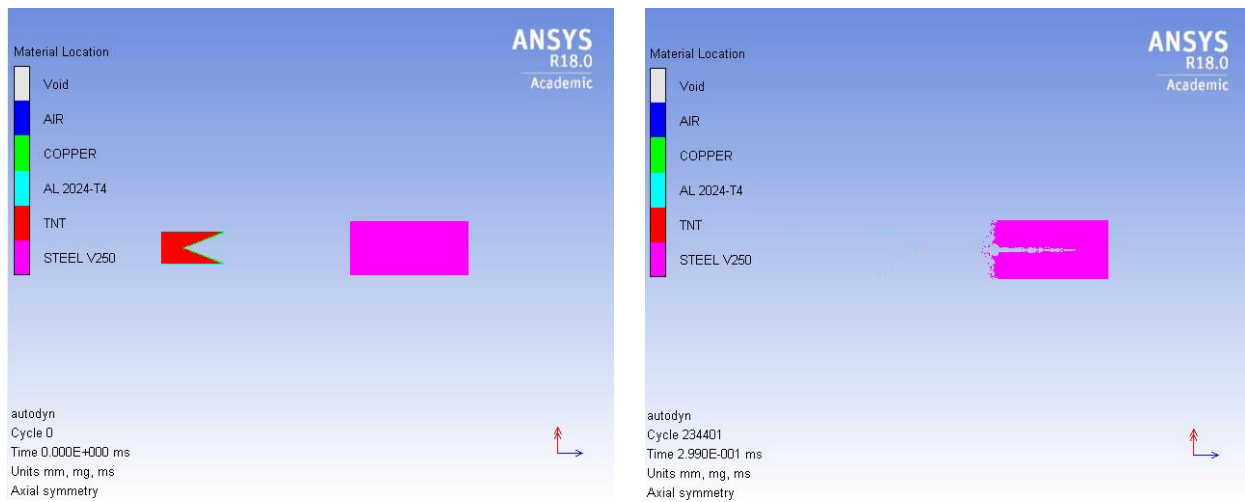 ANSYS
R18.0
Academic
Material Location
Void
AIR
COPPER
AL 2024-T4
TNT
STEEL V250
autodyn
Cycle 0
Time 0.000E+000 ms
Units mm, mg, ms
Axial symmetry
ANSYS
R18.0
Academic
Material Location
Void
AIR
COPPER
AL 2024-T4
TNT
STEEL V250
autodyn
Cycle 234401
Time 2.990E-001 ms
Units mm, mg, ms
Axial symmetry